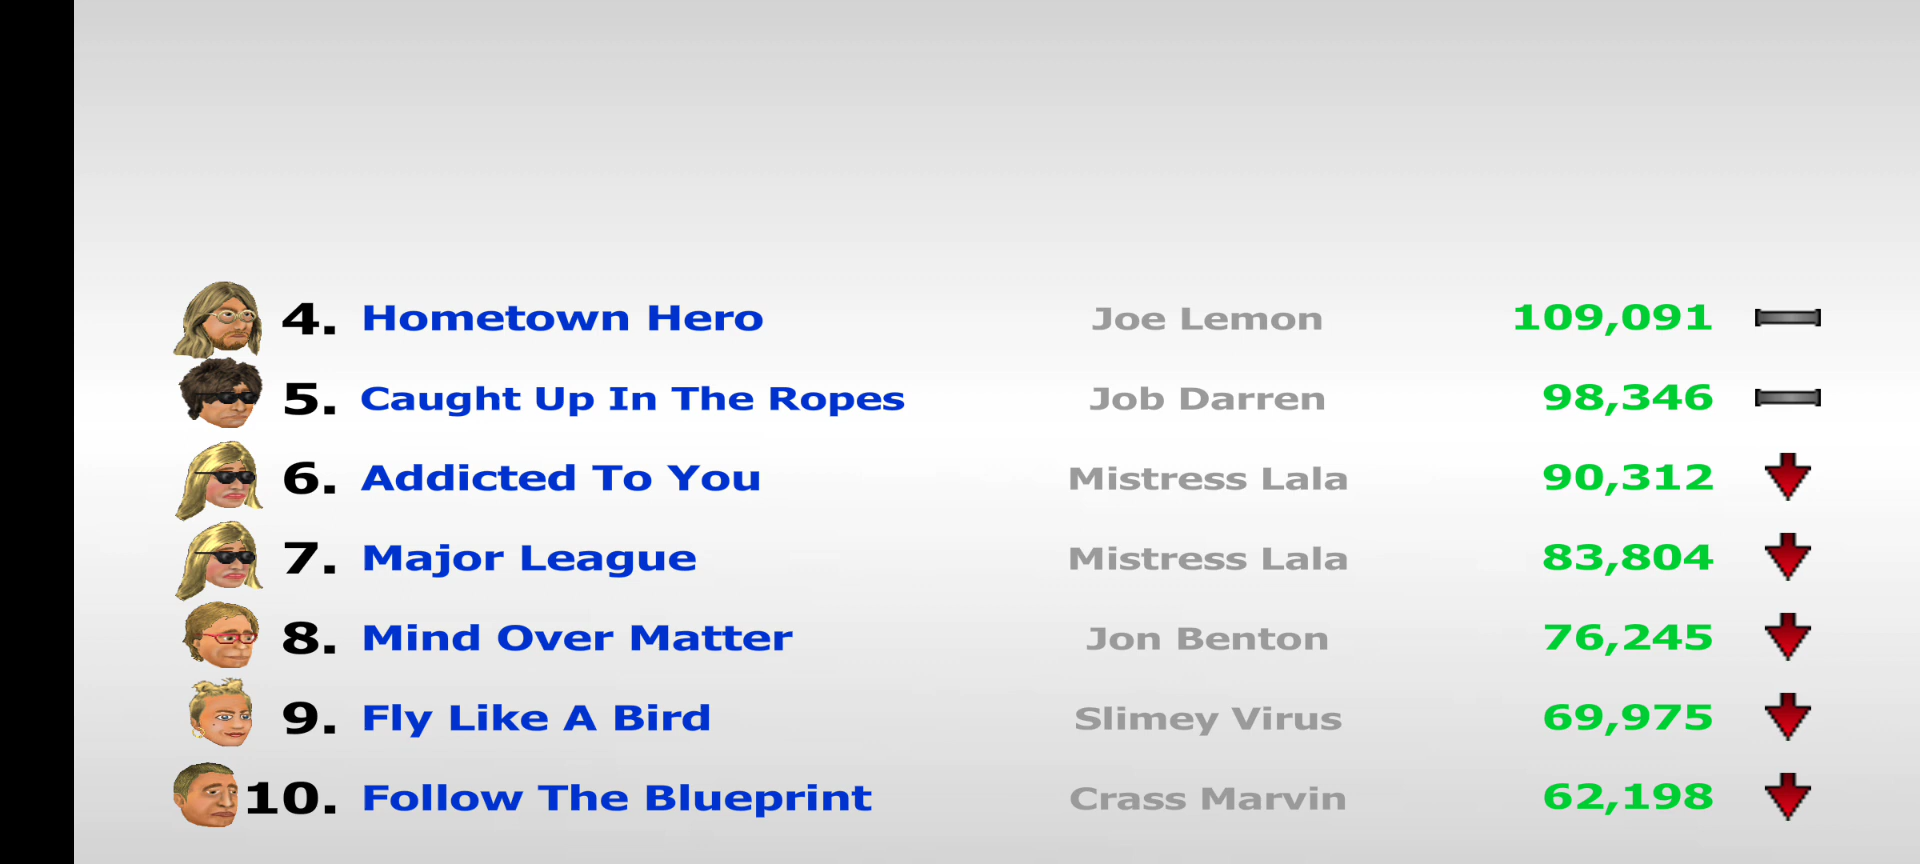 4. Hometown Hero Joe Lemon 109,091
5. Caught Up In The Ropes Job Darren 98,346
6. Addicted To You Mistress Lala 90,312
7. Major League Mistress Lala 83,804
8. Mind Over Matter Jon Benton 76,245
9. Fly Like A Bird Slimey Virus 69,975
10. Follow The Blueprint Crass Marvin 62,198